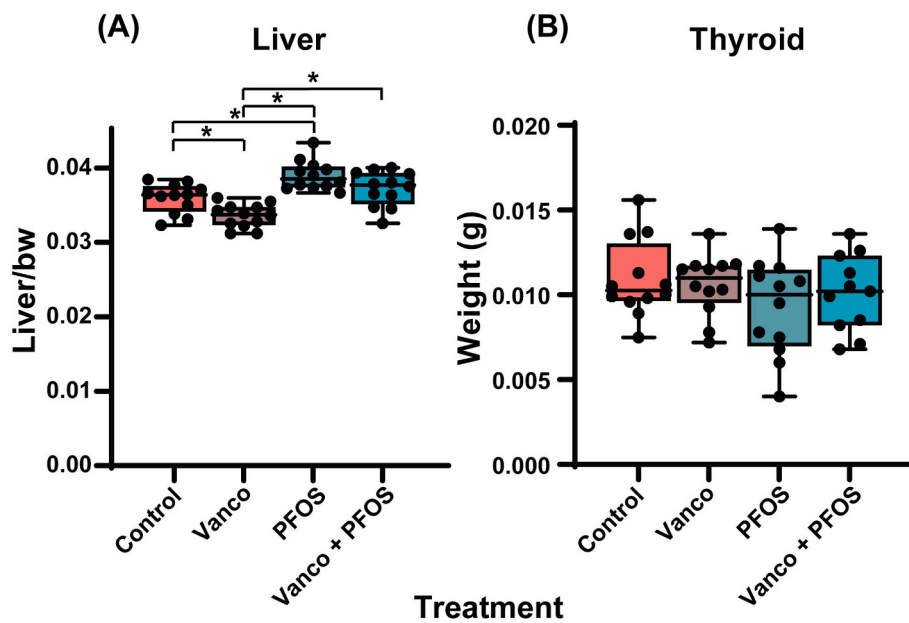 (A)
Liver
*
*
*
*
Liver/bw
0.04
0.03
0.02
0.01
0.00
Control
Vanco
PFOS
Vanco + PFOS
(B)
Thyroid
Weight (g)
0.020
0.015
0.010
0.005
0.000
Control
Vanco
PFOS
Vanco + PFOS
Treatment